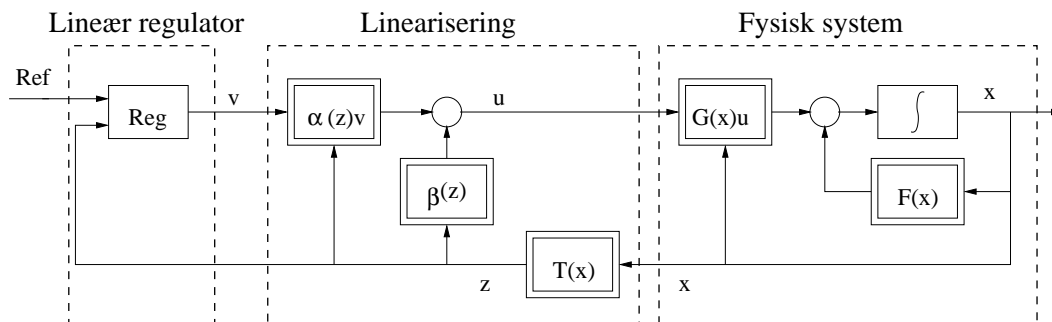 Lineær regulator
Linearisering
Fysisk system
Ref
Reg
v
α(z)v
u
G(x)u
∫
x
β(z)
F(x)
T(x)
z
x